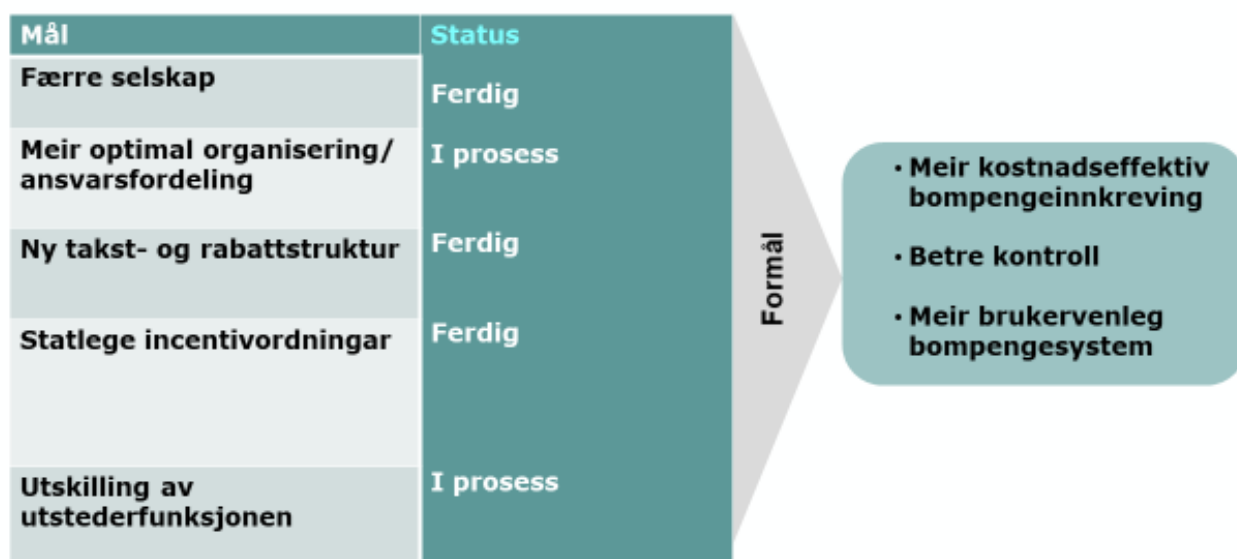 Mål
Status
Færre selskap
Ferdig
Meir optimal organisering/
ansvarsfordeling
I prosess
Ny takst- og rabattstruktur
Ferdig
Statlege incentivordningar
Ferdig
Utskilling av
utstederfunksjonen
I prosess
Formål
• Meir kostnadseffektiv
bompengeinnkreving
• Betre kontroll
• Meir brukervenleg
bompengesystem